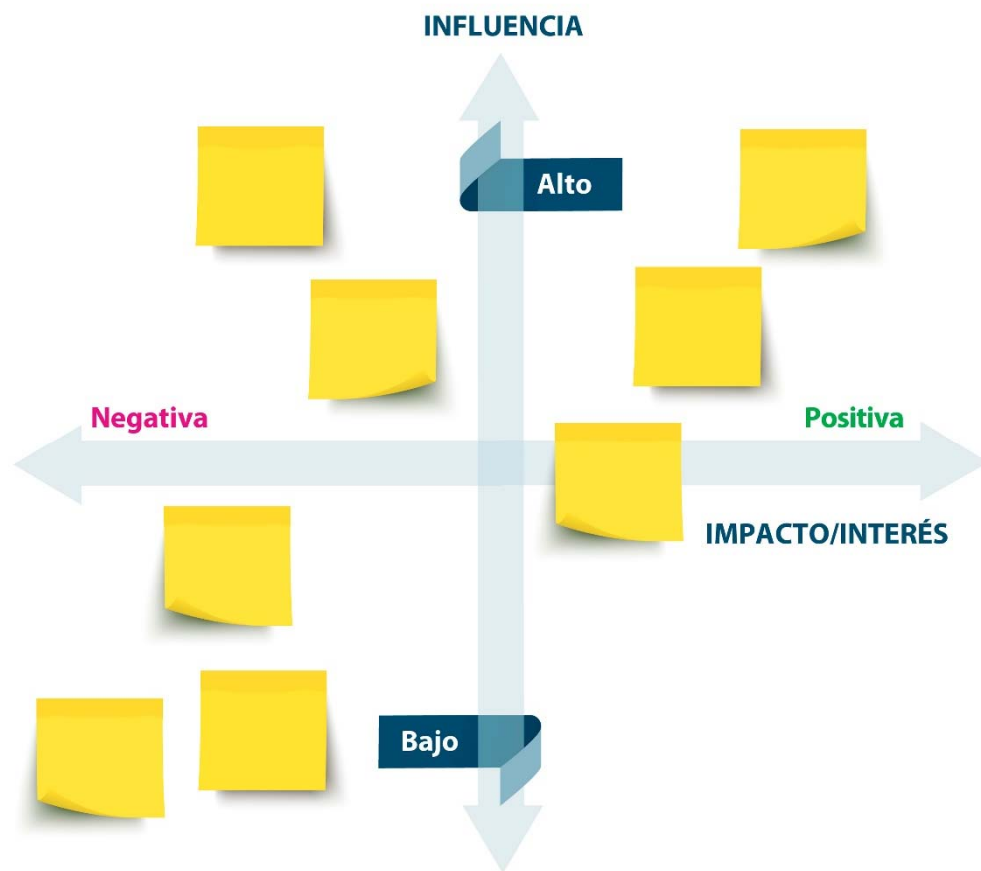 INFLUENCIA
Alto
Negativa
Positiva
IMPACTO/INTERÉS
Bajo